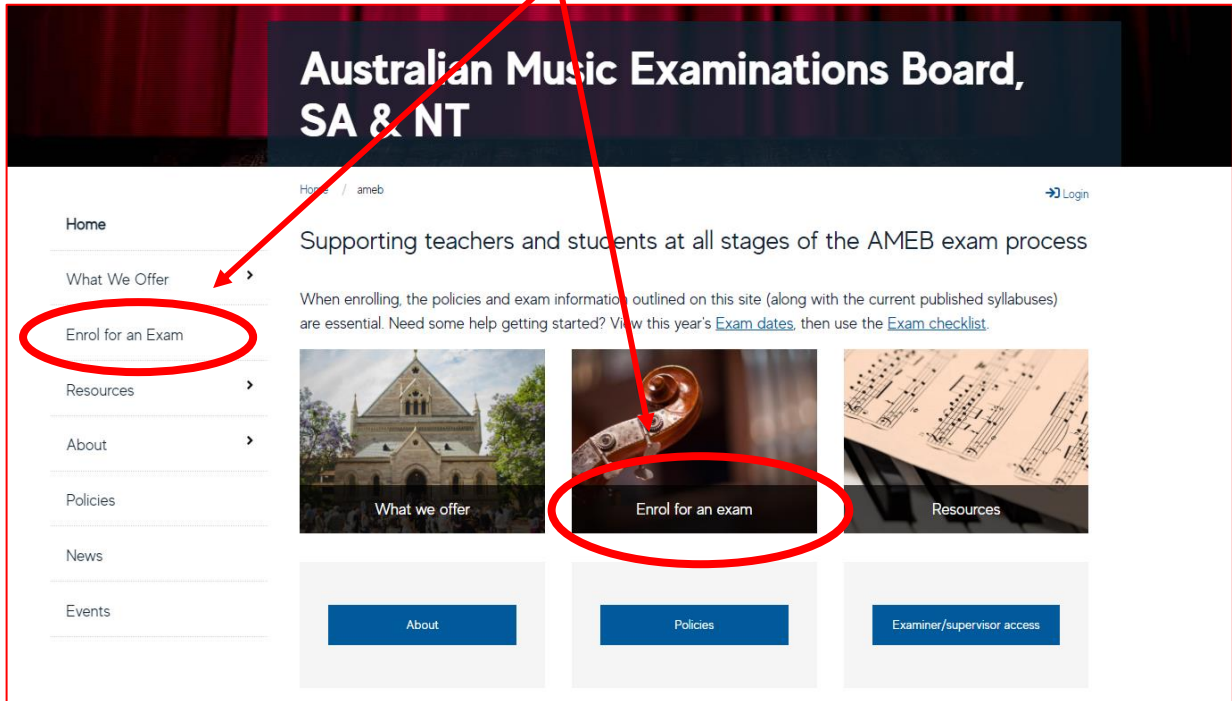 Australian Music Examinations Board,
SA & NT
Home / ameb
Login
Home
What We Offer
Enrol for an Exam
Resources
About
Policies
News
Events
Supporting teachers and students at all stages of the AMEB exam process
When enrolling, the policies and exam information outlined on this site (along with the current published syllabuses)
are essential. Need some help getting started? View this year's Exam dates, then use the Exam checklist.
What we offer
Enrol for an exam
Resources
About
Policies
Examiner/supervisor access